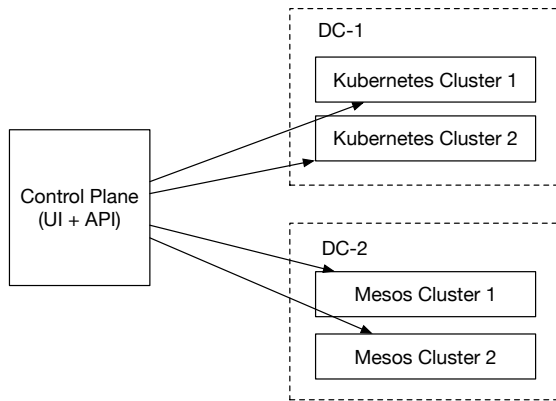 DC-1
Kubernetes Cluster 1
Kubernetes Cluster 2
Control Plane
(UI + API)
DC-2
Mesos Cluster 1
Mesos Cluster 2